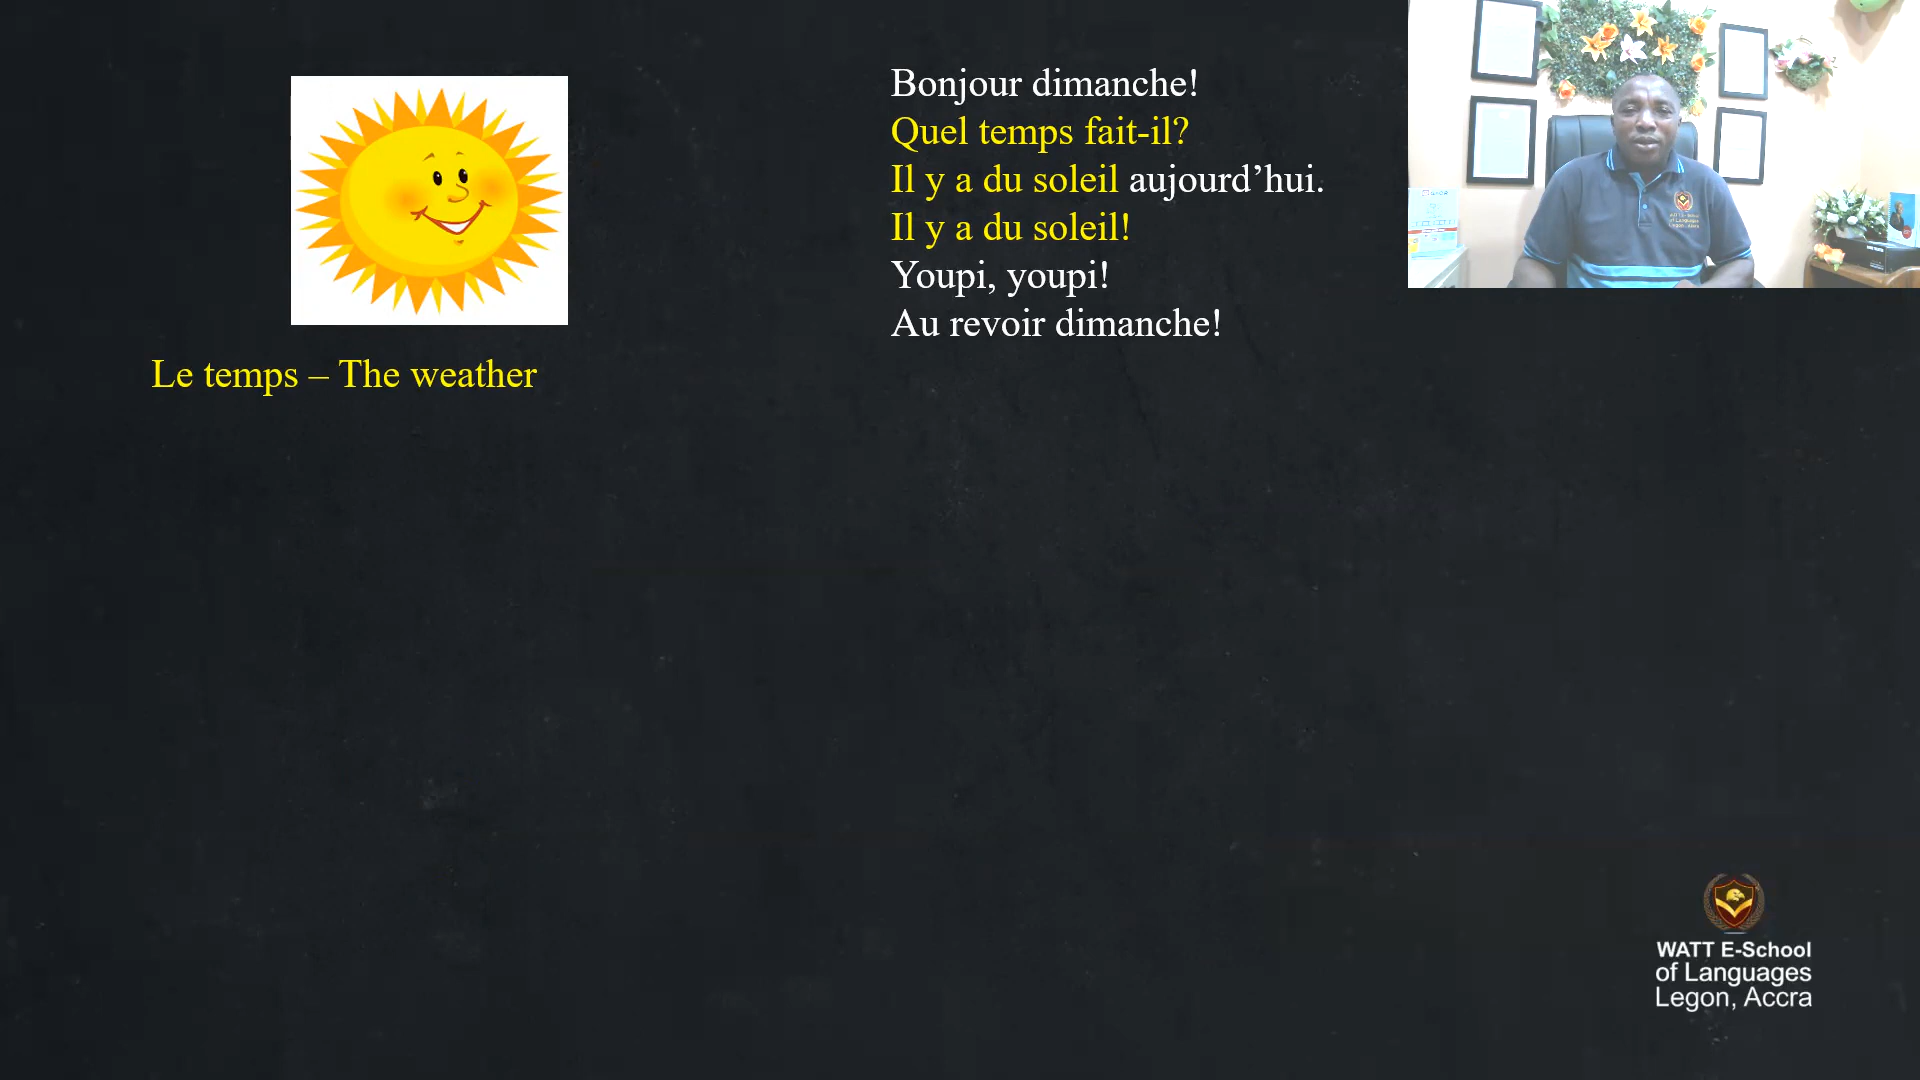 Bonjour dimanche!
Quel temps fait-il?
Il y a du soleil aujourd’hui.
Il y a du soleil!
Youpi, youpi!
Au revoir dimanche!
Le temps – The weather
WATT E-School
of Languages
Legon, Accra